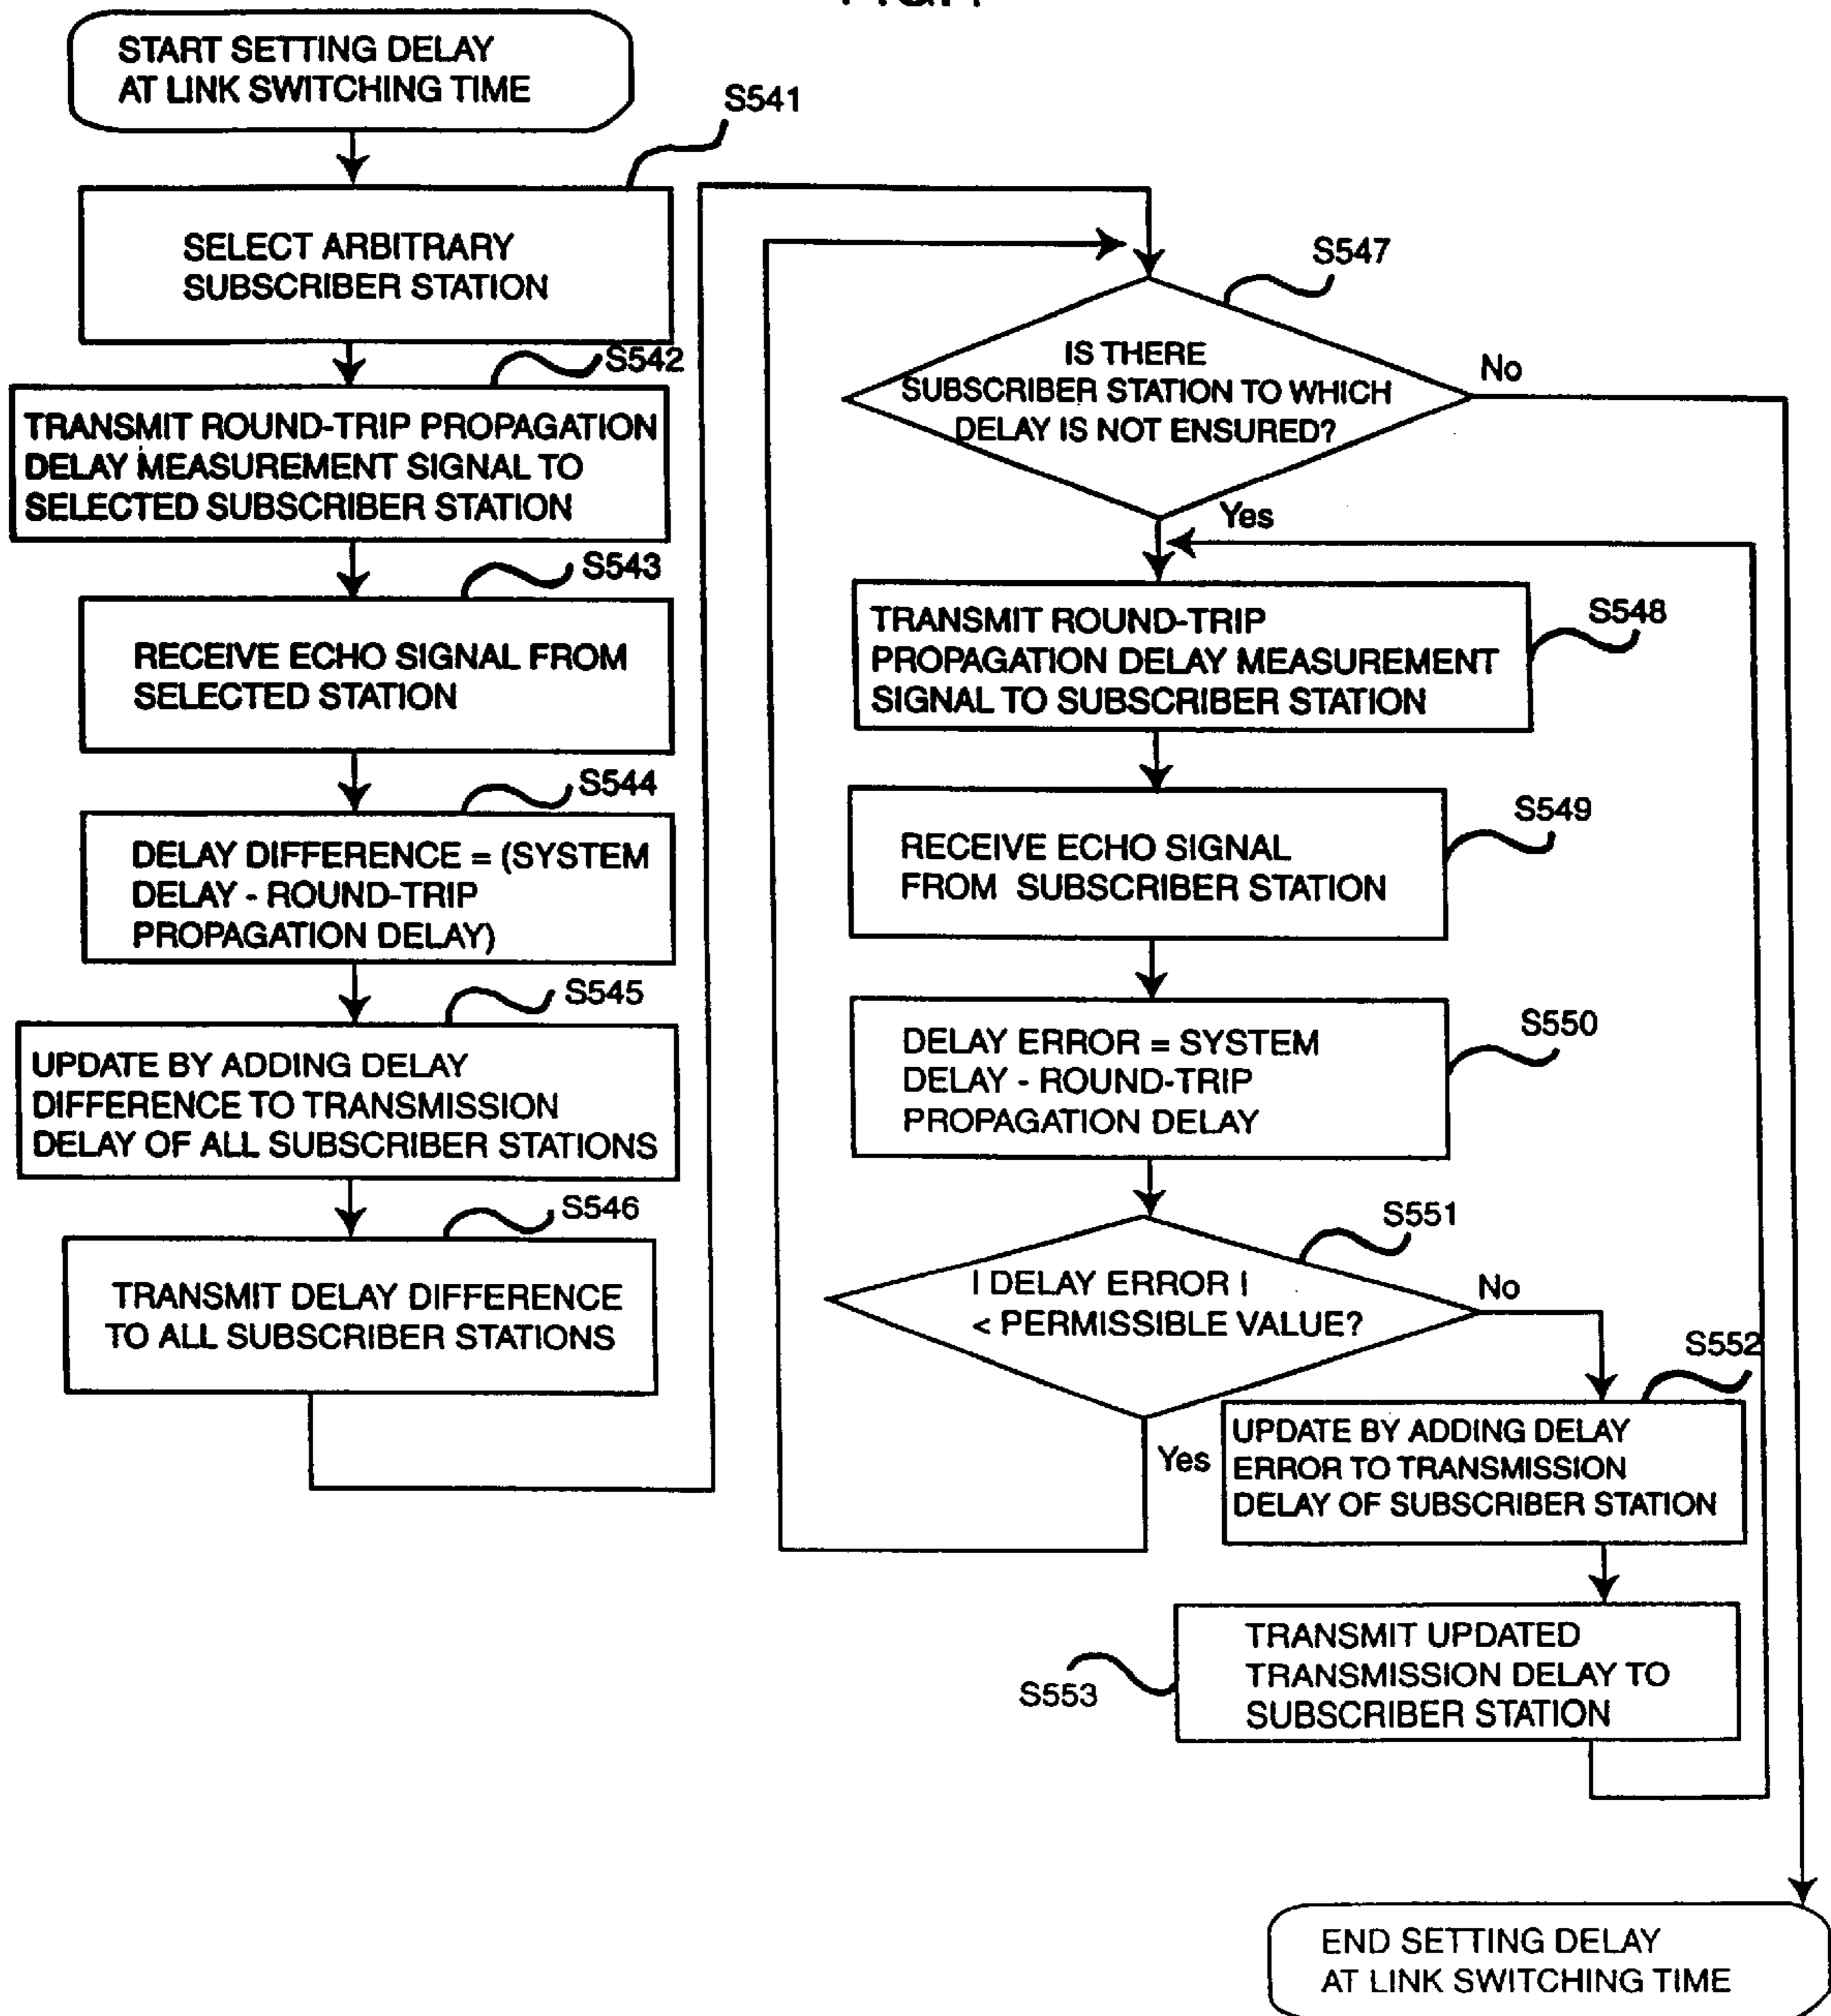 START SETTING DELAY
AT LINK SWITCHING TIME
S541
SELECT ARBITRARY
SUBSCRIBER STATION
S542
TRANSMIT ROUND-TRIP PROPAGATION
DELAY MEASUREMENT SIGNAL TO
SELECTED SUBSCRIBER STATION
S543
RECEIVE ECHO SIGNAL FROM
SELECTED STATION
S544
DELAY DIFFERENCE = (SYSTEM
DELAY - ROUND-TRIP
PROPAGATION DELAY)
S545
UPDATE BY ADDING DELAY
DIFFERENCE TO TRANSMISSION
DELAY OF ALL SUBSCRIBER STATIONS
S546
TRANSMIT DELAY DIFFERENCE
TO ALL SUBSCRIBER STATIONS
S547
IS THERE
SUBSCRIBER STATION TO WHICH
DELAY IS NOT ENSURED?
No
Yes
S548
TRANSMIT ROUND-TRIP
PROPAGATION DELAY MEASUREMENT
SIGNAL TO SUBSCRIBER STATION
S549
RECEIVE ECHO SIGNAL
FROM SUBSCRIBER STATION
S550
DELAY ERROR = SYSTEM
DELAY - ROUND-TRIP
PROPAGATION DELAY
S551
I DELAY ERROR I
< PERMISSIBLE VALUE?
No
Yes
S552
UPDATE BY ADDING DELAY
ERROR TO TRANSMISSION
DELAY OF SUBSCRIBER STATION
S553
TRANSMIT UPDATED
TRANSMISSION DELAY TO
SUBSCRIBER STATION
END SETTING DELAY
AT LINK SWITCHING TIME